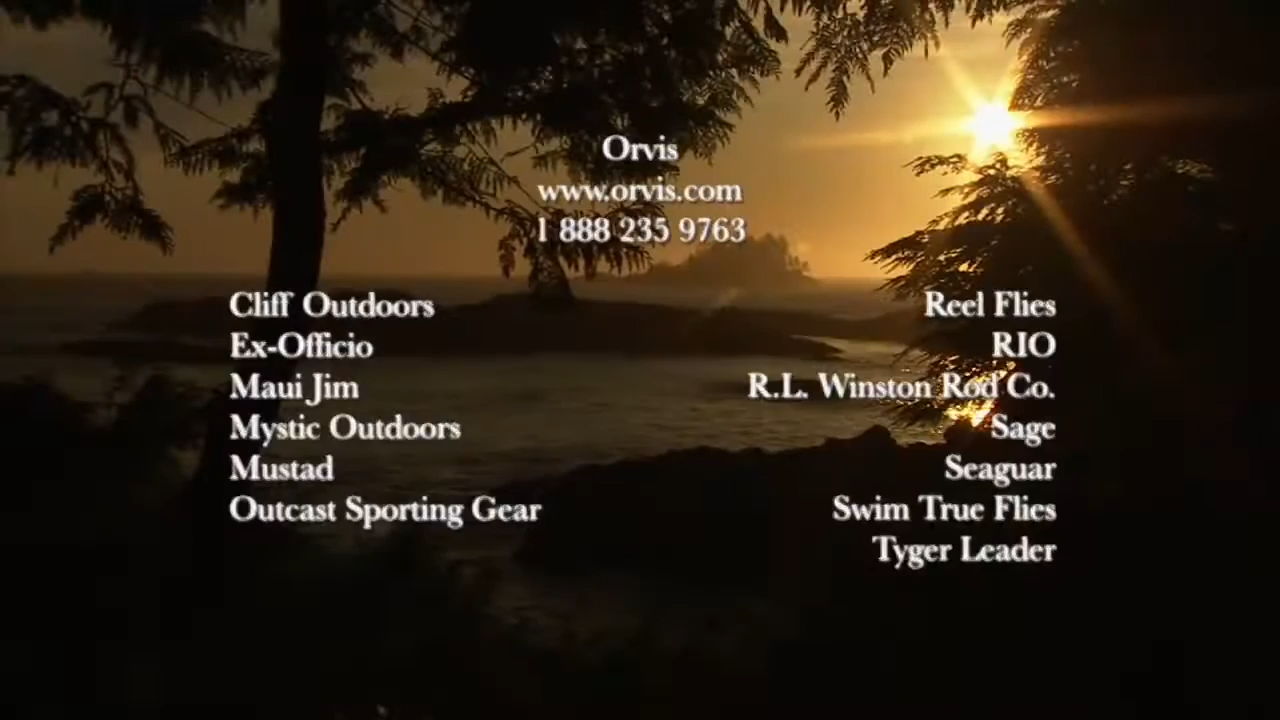 Orvis
www.orvis.com
1 888 235 9763
Cliff Outdoors
Ex-Officio
Maui Jim
Mystic Outdoors
Mustad
Outcast Sporting Gear
Reel Flies
RIO
R.L. Winston Rod Co.
Sage
Seaguar
Swim True Flies
Tyger Leader